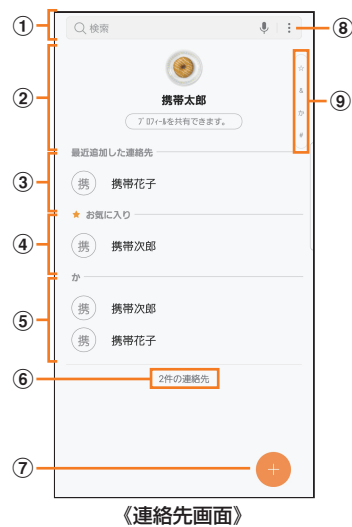 ① 検索 ⑧
② ☆ ⑨
&
携帯太郎 か
プロフィールを共有できます。 #
最近追加した連絡先
③ 携 携帯花子
★ お気に入り
④ 携 携帯次郎
か
⑤ 携 携帯次郎
携 携帯花子
⑥ 2件の連絡先
⑦ +
《連絡先画面》